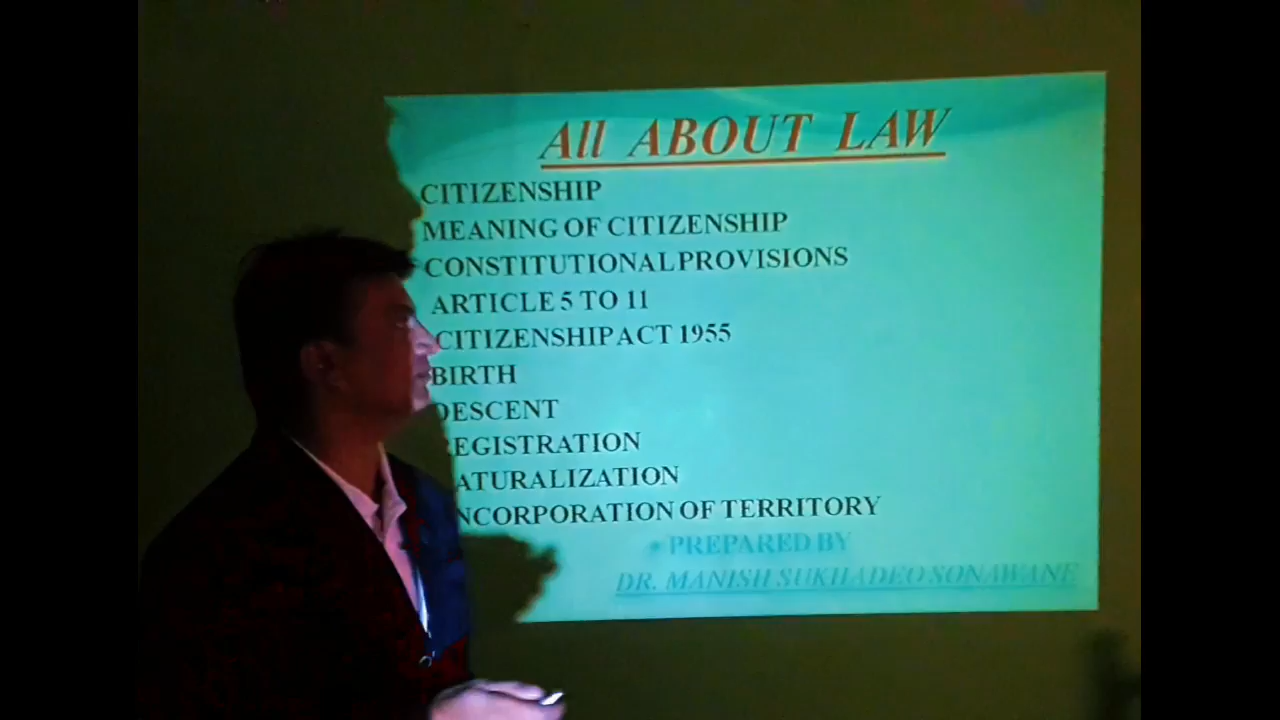 All ABOUT LAW
CITIZENSHIP
MEANING OF CITIZENSHIP
CONSTITUTIONAL PROVISIONS
ARTICLE 5 TO 11
CITIZENSHIP ACT 1955
BIRTH
DESCENT
REGISTRATION
NATURALIZATION
INCORPORATION OF TERRITORY
• PREPARED BY
DR. MANISH SUKHADEO SONAWANE